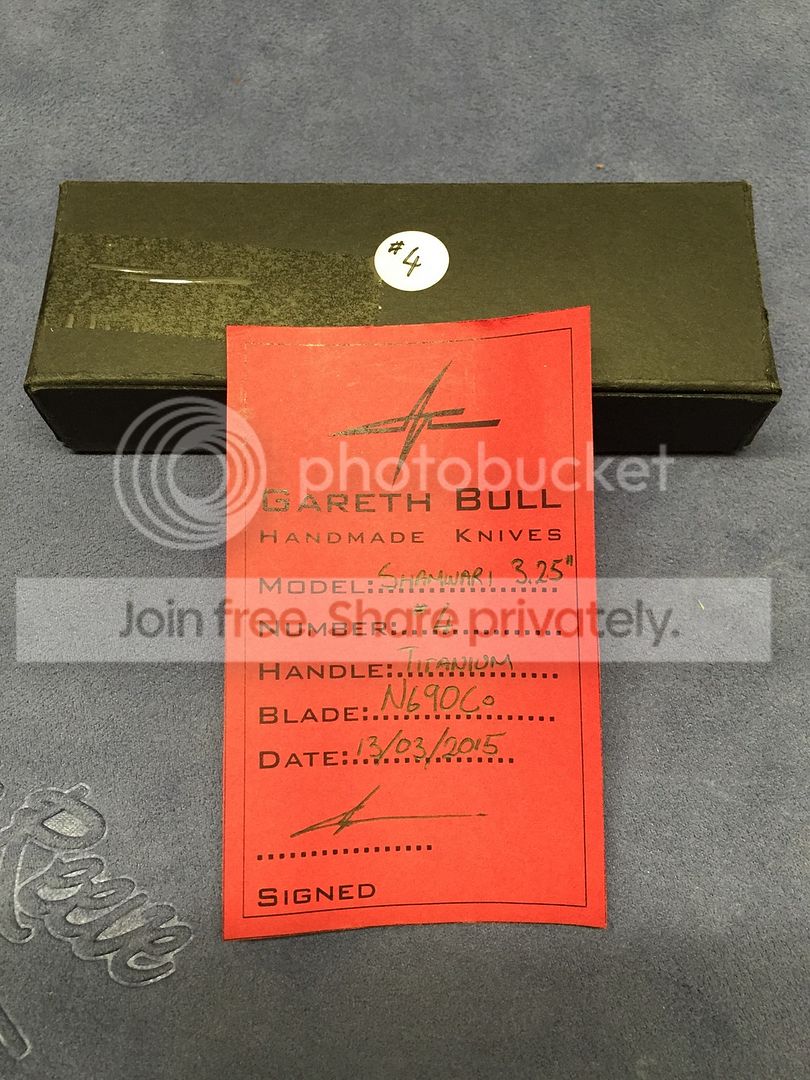 #4
GARETH BULL
HANDMADE KNIVES
MODEL: SHAMWARI 3.25"
NUMBER: #4
HANDLE: TITANIUM
BLADE: N690Co
DATE: 13/03/2015
SIGNED
photobucket
Join free. Share privately.
Reeve